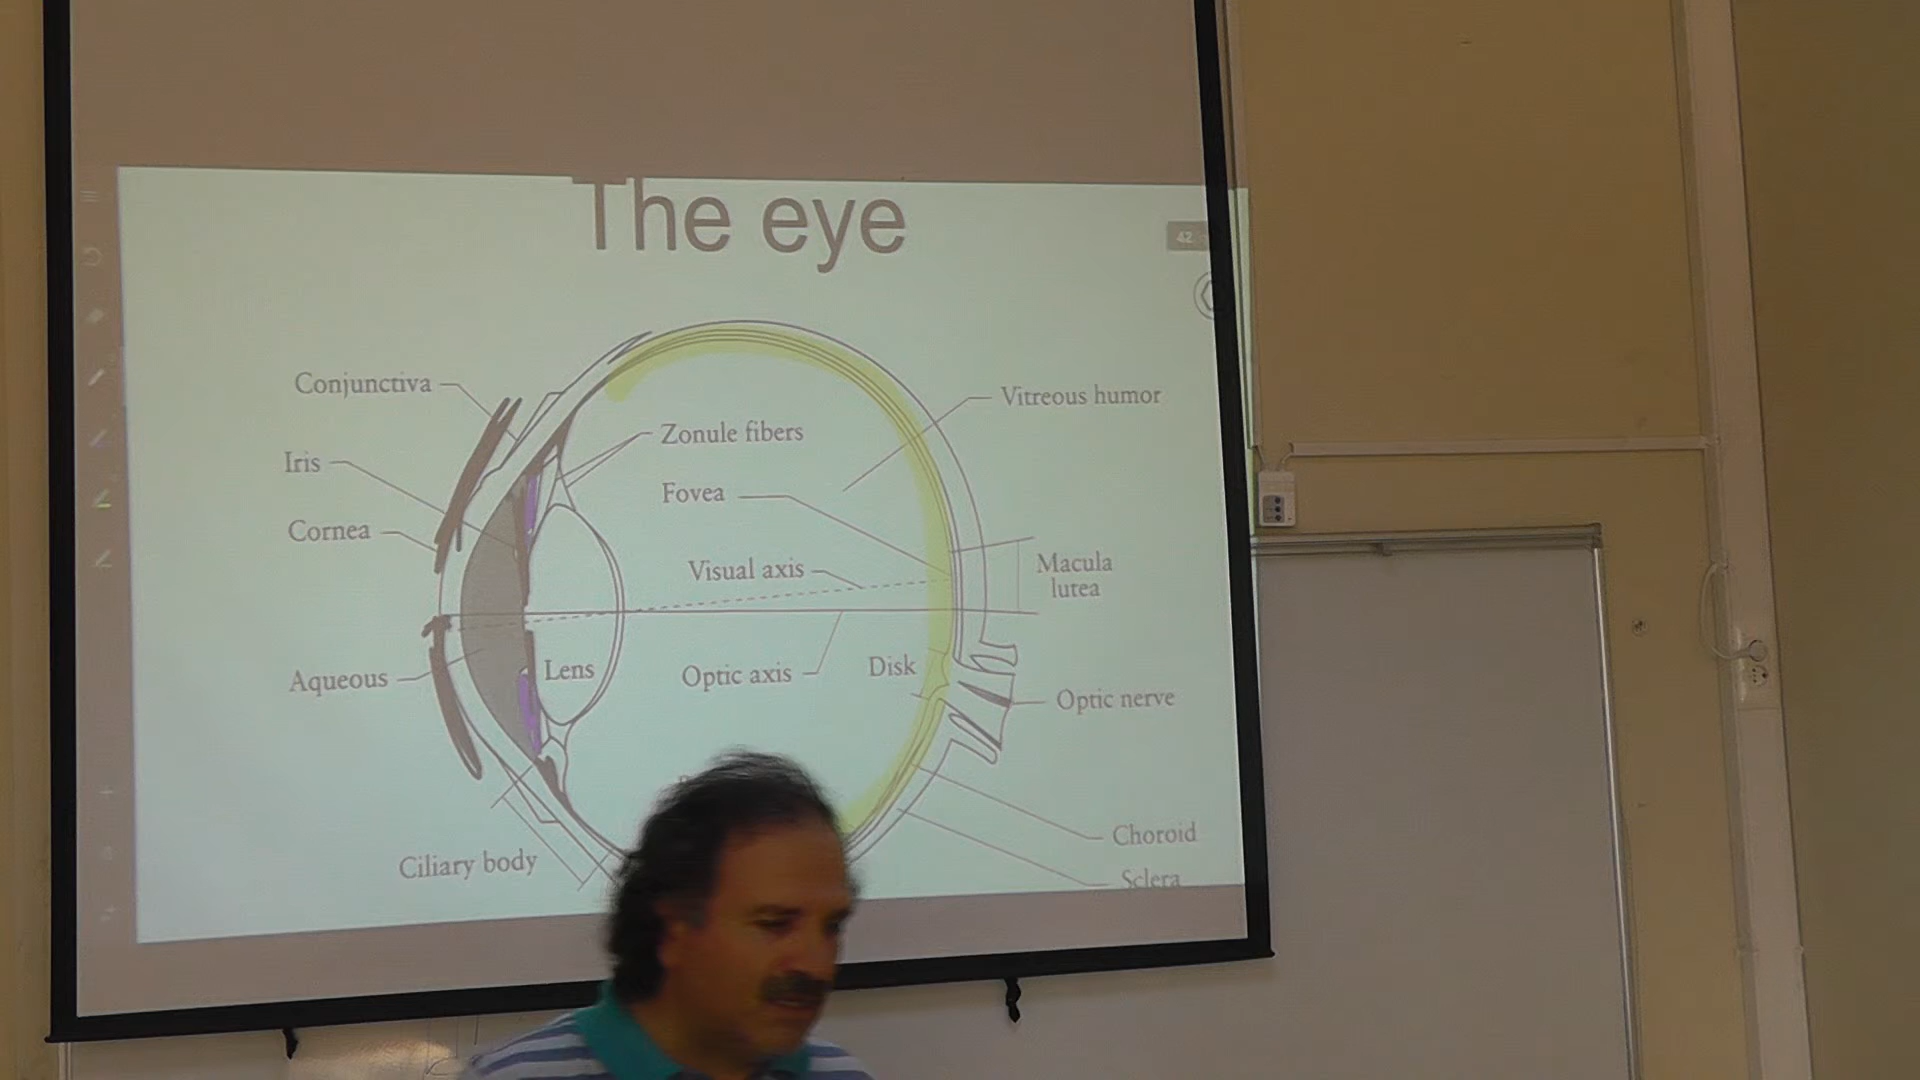 The eye
42
Conjunctiva
Vitreous humor
Zonule fibers
Iris
Fovea
Cornea
Visual axis
Macula
lutea
Aqueous
Lens
Optic axis
Disk
Optic nerve
Choroid
Ciliary body
Sclera